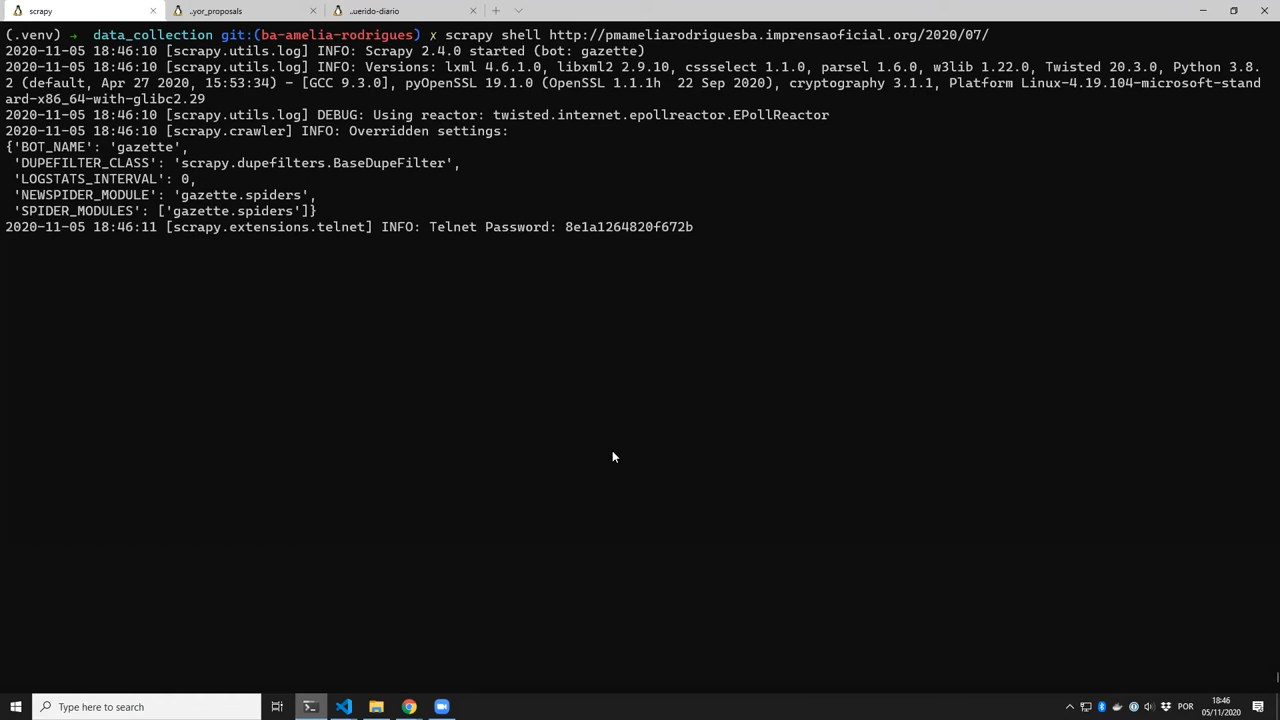 scrapy
..yor_proposals
..uerido-diario
(.venv) → data_collection git:(ba-amelia-rodrigues) ✗ scrapy shell http://pmameliarodriguesba.imprensaoficial.org/2020/07/
2020-11-05 18:46:10 [scrapy.utils.log] INFO: Scrapy 2.4.0 started (bot: gazette)
2020-11-05 18:46:10 [scrapy.utils.log] INFO: Versions: lxml 4.6.1.0, libxml2 2.9.10, cssselect 1.1.0, parsel 1.6.0, w3lib 1.22.0, Twisted 20.3.0, Python 3.8.
2 (default, Apr 27 2020, 15:53:34) - [GCC 9.3.0], pyOpenSSL 19.1.0 (OpenSSL 1.1.1h  22 Sep 2020), cryptography 3.1.1, Platform Linux-4.19.104-microsoft-stand
ard-x86_64-with-glibc2.29
2020-11-05 18:46:10 [scrapy.utils.log] DEBUG: Using reactor: twisted.internet.epollreactor.EPollReactor
2020-11-05 18:46:10 [scrapy.crawler] INFO: Overridden settings:
{'BOT_NAME': 'gazette',
 'DUPEFILTER_CLASS': 'scrapy.dupefilters.BaseDupeFilter',
 'LOGSTATS_INTERVAL': 0,
 'NEWSPIDER_MODULE': 'gazette.spiders',
 'SPIDER_MODULES': ['gazette.spiders']}
2020-11-05 18:46:11 [scrapy.extensions.telnet] INFO: Telnet Password: 8e1a1264820f672b
Type here to search
POR
18:46
05/11/2020